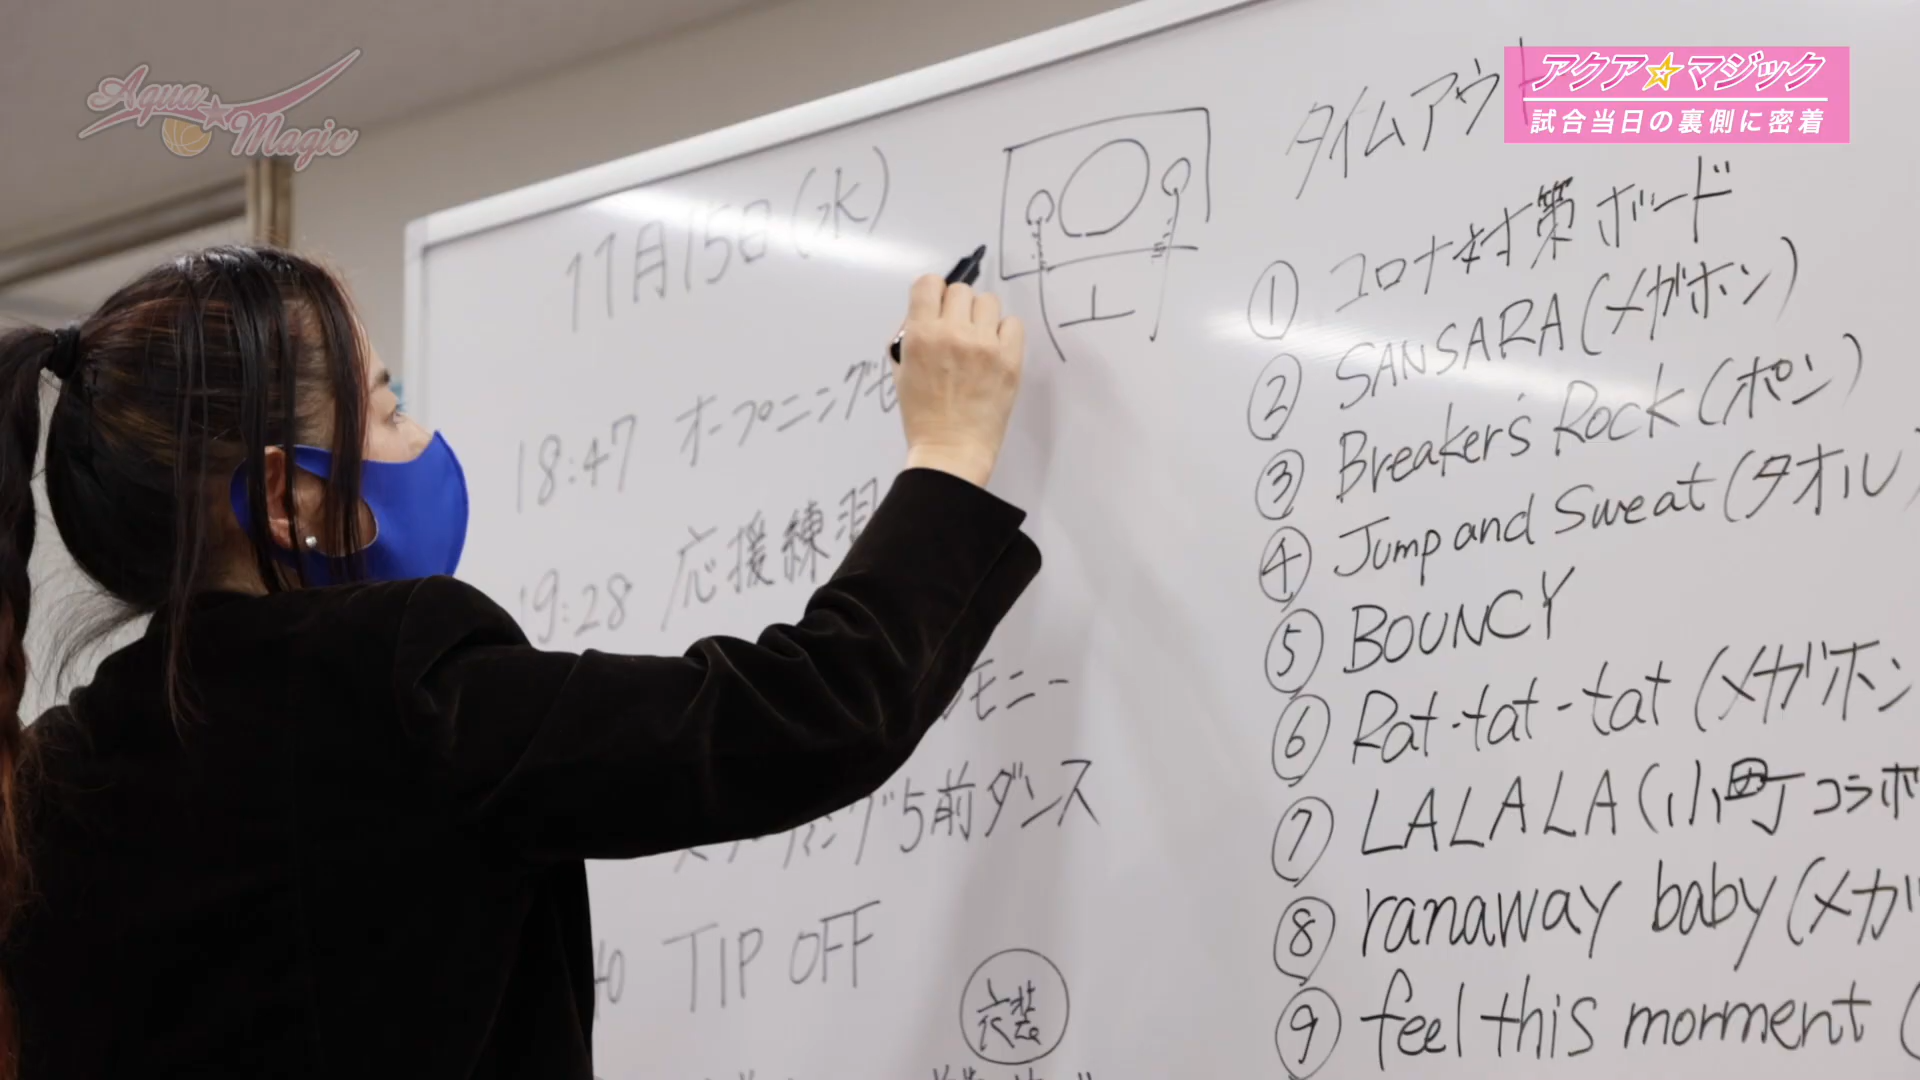 Aqua★Magic
アクア★マジック
試合当日の裏側に密着
11月15日(水)
18:47 オープニングセ
19:28 応援練習
モニー
ング5前ダンス
TIP OFF
衣装
タイムアウト
① コロナ対策ボード
② SANSARA(メガホン)
③ Breaker's Rock(ポン)
④ Jump and Sweat(タオル)
⑤ BOUNCY
⑥ Rat-tat-tat(メガホン
⑦ LALALA(小町コラボ
⑧ ranaway baby(メガ
⑨ feel this morment (